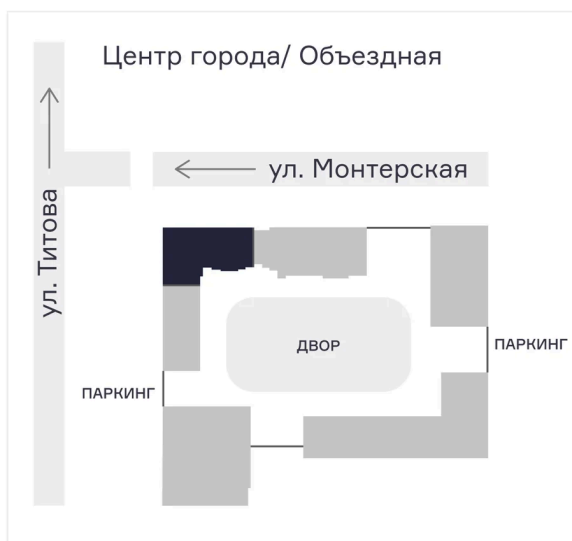 Центр города/ Объездная
ул. Монтерская
ул. Титова
ДВОР
ПАРКИНГ
ПАРКИНГ